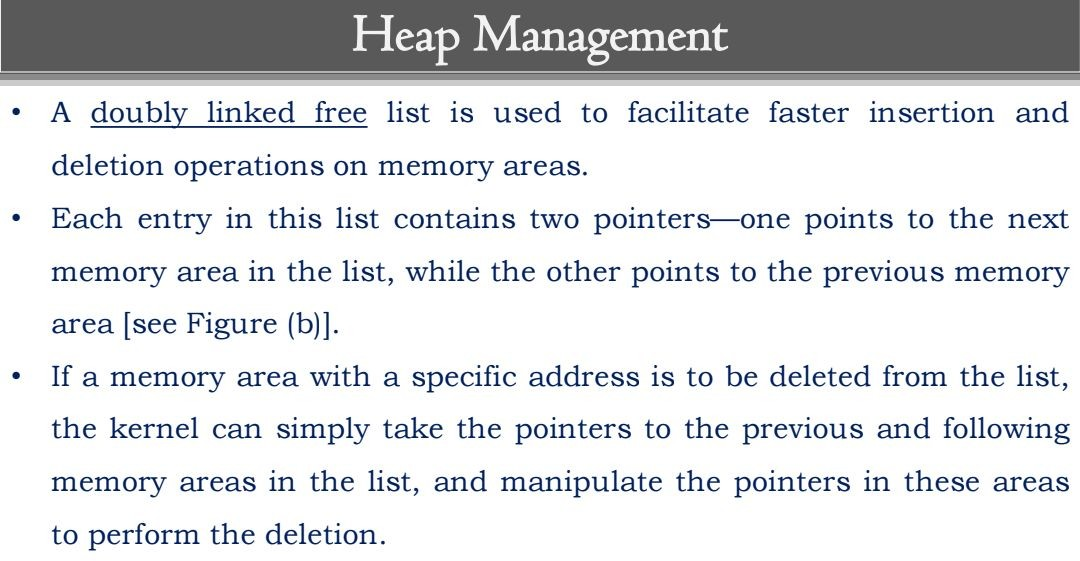 Heap Management
• A doubly linked free list is used to facilitate faster insertion and
deletion operations on memory areas.
• Each entry in this list contains two pointers—one points to the next
memory area in the list, while the other points to the previous memory
area [see Figure (b)].
• If a memory area with a specific address is to be deleted from the list,
the kernel can simply take the pointers to the previous and following
memory areas in the list, and manipulate the pointers in these areas
to perform the deletion.